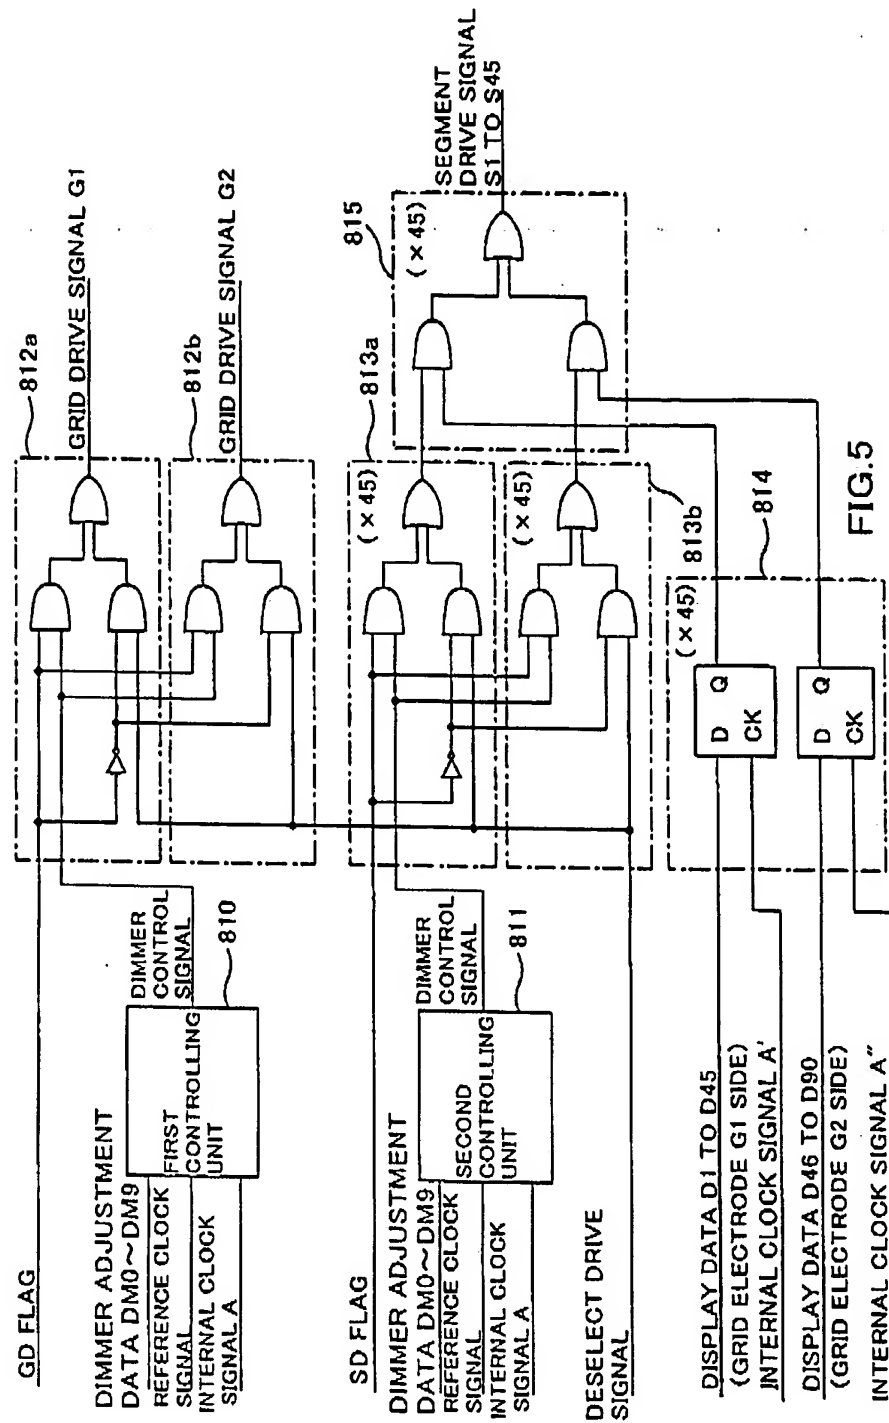 GD FLAG
DIMMER ADJUSTMENT
DATA DM0~DM9
REFERENCE CLOCK
SIGNAL
INTERNAL CLOCK
SIGNAL A
FIRST
CONTROLLING
UNIT
DIMMER
CONTROL
SIGNAL
810
812a
GRID DRIVE SIGNAL G1
812b
GRID DRIVE SIGNAL G2
SD FLAG
DIMMER ADJUSTMENT
DATA DM0~DM9
REFERENCE CLOCK
SIGNAL
INTERNAL CLOCK
SIGNAL A
SECOND
CONTROLLING
UNIT
DIMMER
CONTROL
SIGNAL
811
(×45)
813a
(×45)
813b
815
(×45)
SEGMENT
DRIVE SIGNAL
S1 TO S45
DESELECT DRIVE
SIGNAL
DISPLAY DATA D1 TO D45
(GRID ELECTRODE G1 SIDE)
INTERNAL CLOCK SIGNAL A'
DISPLAY DATA D46 TO D90
(GRID ELECTRODE G2 SIDE)
INTERNAL CLOCK SIGNAL A"
(×45)
814
D Q
CK
D Q
CK
FIG.5